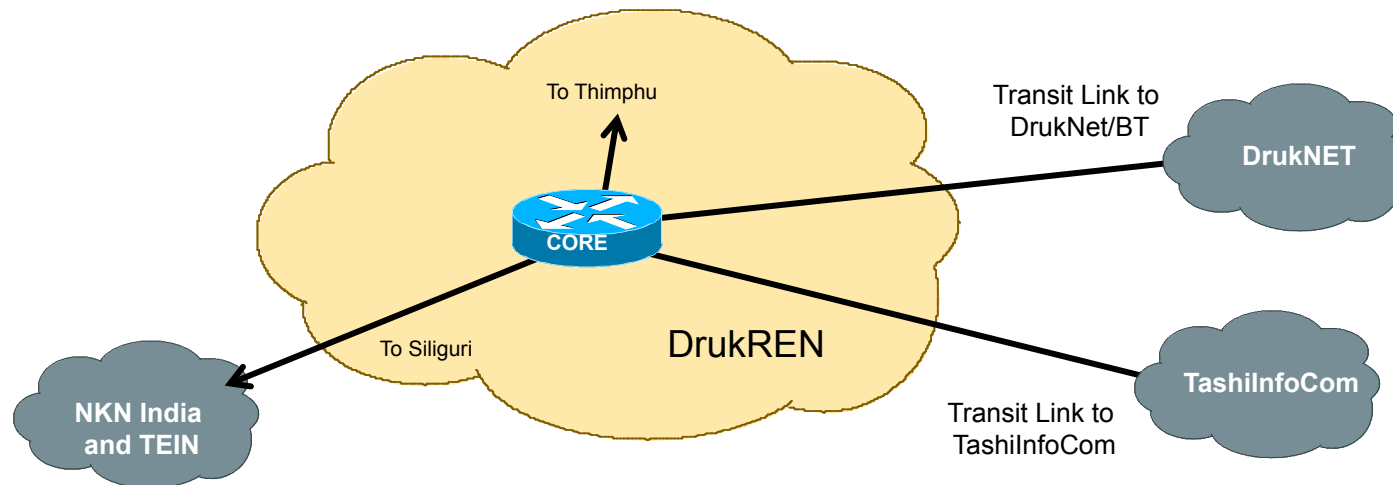 To Thimphu
Transit Link to
DrukNet/BT
DrukNET
CORE
To Siliguri
DrukREN
NKN India
and TEIN
TashiInfoCom
Transit Link to
TashiInfoCom